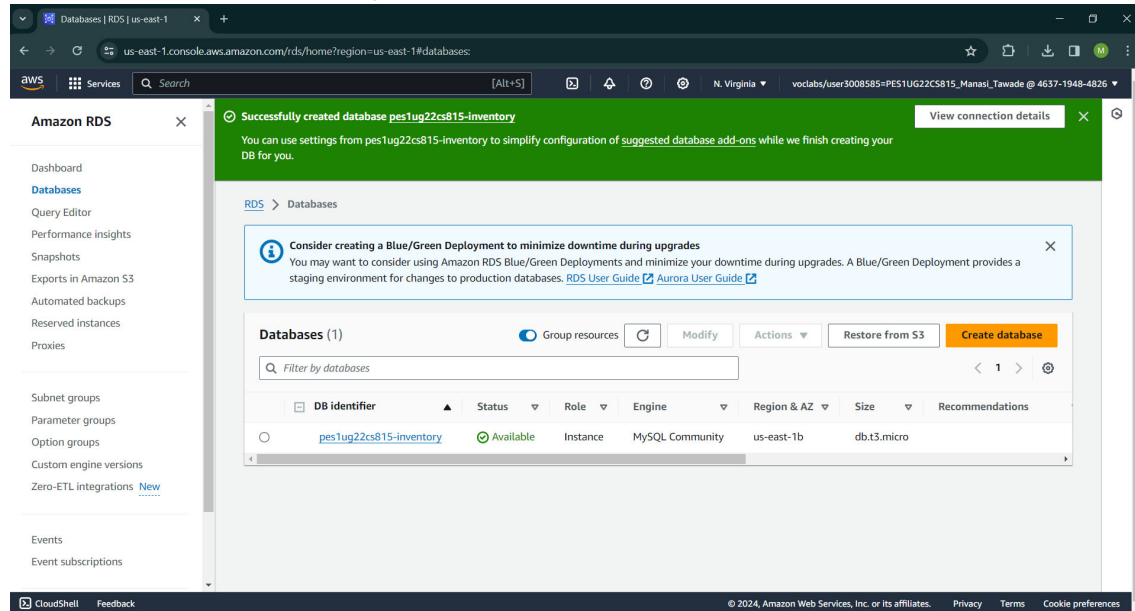 Databases | RDS | us-east-1
us-east-1.console.aws.amazon.com/rds/home?region=us-east-1#databases:
M
aws Services Search [Alt+S] N. Virginia voclabs/user3008585=PES1UG22CS815_Manasi_Tawade @ 4637-1948-4826
Amazon RDS
Dashboard
Databases
Query Editor
Performance insights
Snapshots
Exports in Amazon S3
Automated backups
Reserved instances
Proxies
Subnet groups
Parameter groups
Option groups
Custom engine versions
Zero-ETL integrations New
Events
Event subscriptions
Successfully created database pes1ug22cs815-inventory
View connection details
You can use settings from pes1ug22cs815-inventory to simplify configuration of suggested database add-ons while we finish creating your
DB for you.
RDS > Databases
Consider creating a Blue/Green Deployment to minimize downtime during upgrades
You may want to consider using Amazon RDS Blue/Green Deployments and minimize your downtime during upgrades. A Blue/Green Deployment provides a
staging environment for changes to production databases. RDS User Guide Aurora User Guide
Databases (1) Group resources Modify Actions Restore from S3 Create database
Filter by databases < 1 >
DB identifier Status Role Engine Region & AZ Size Recommendations
pes1ug22cs815-inventory Available Instance MySQL Community us-east-1b db.t3.micro
CloudShell Feedback © 2024, Amazon Web Services, Inc. or its affiliates. Privacy Terms Cookie preferences